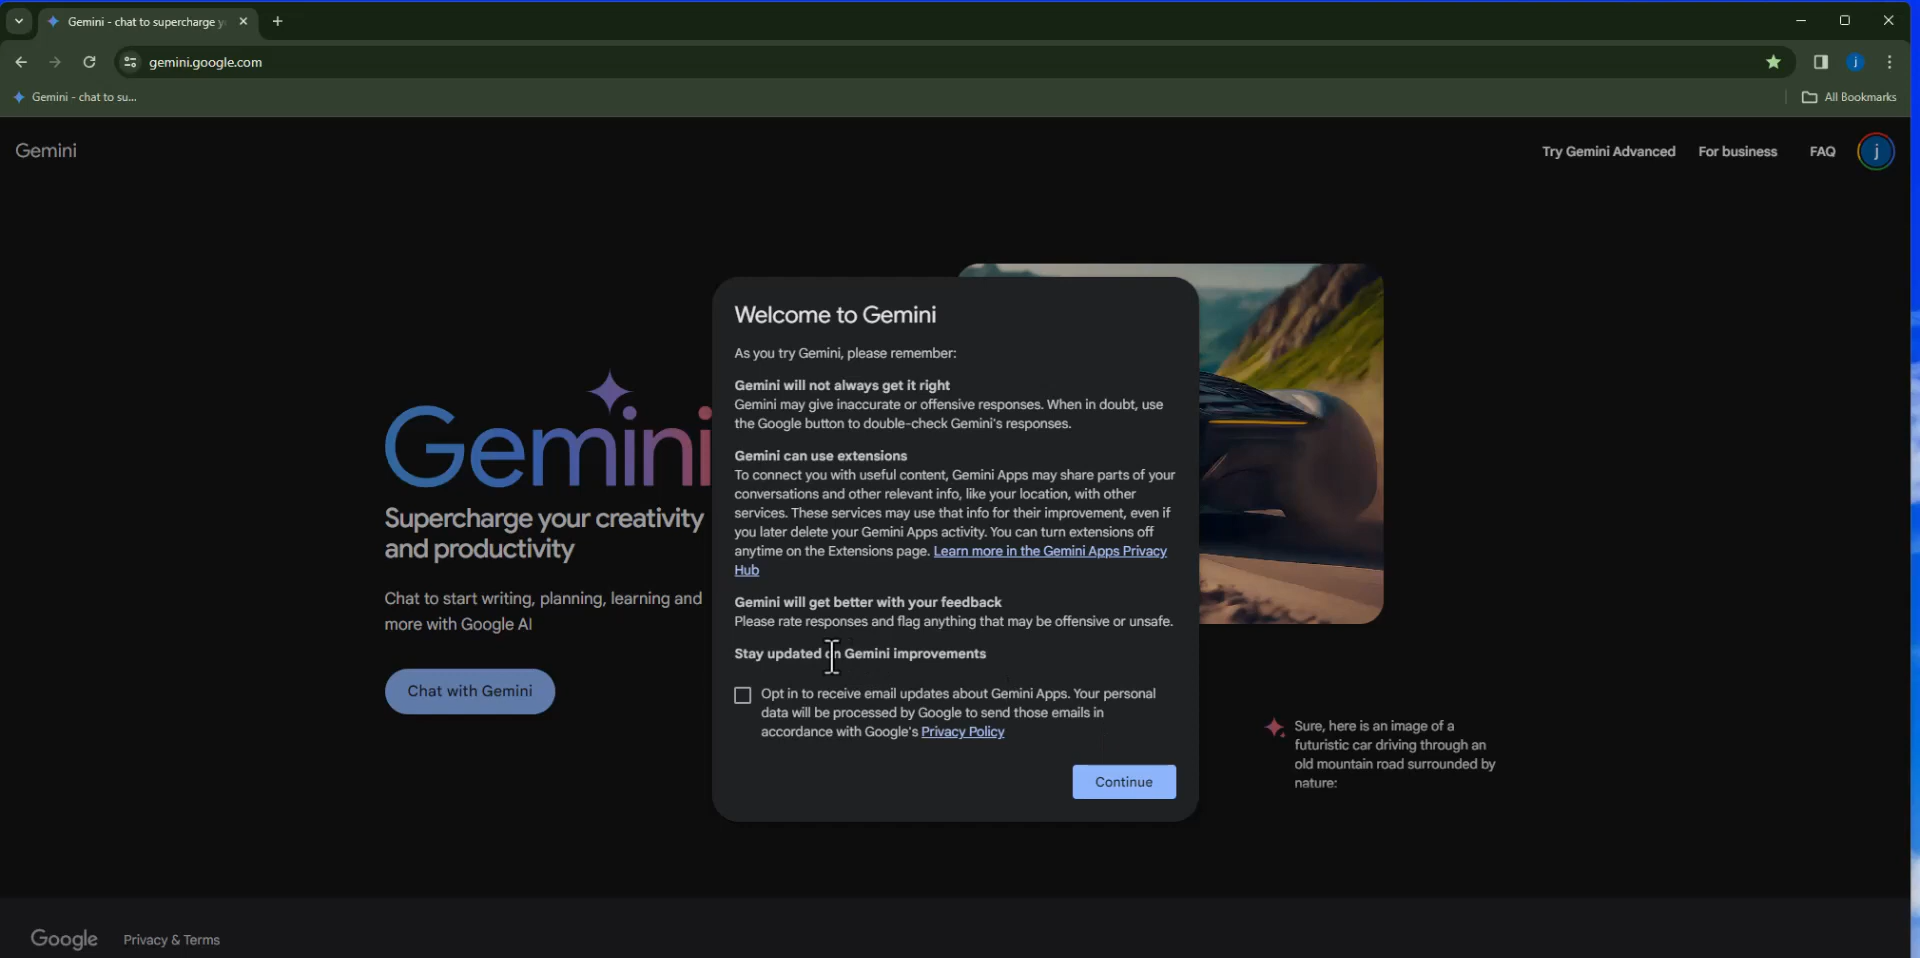 Gemini - chat to supercharge y
gemini.google.com
j
Gemini - chat to su...
All Bookmarks
Gemini
Try Gemini Advanced
For business
FAQ
j
Gemini
Supercharge your creativity
and productivity
Chat to start writing, planning, learning and
more with Google AI
Chat with Gemini
Welcome to Gemini
As you try Gemini, please remember:
Gemini will not always get it right
Gemini may give inaccurate or offensive responses. When in doubt, use
the Google button to double-check Gemini's responses.
Gemini can use extensions
To connect you with useful content, Gemini Apps may share parts of your
conversations and other relevant info, like your location, with other
services. These services may use that info for their improvement, even if
you later delete your Gemini Apps activity. You can turn extensions off
anytime on the Extensions page. Learn more in the Gemini Apps Privacy
Hub
Gemini will get better with your feedback
Please rate responses and flag anything that may be offensive or unsafe.
Stay updated on Gemini improvements
Opt in to receive email updates about Gemini Apps. Your personal
data will be processed by Google to send those emails in
accordance with Google's Privacy Policy
Continue
Sure, here is an image of a
futuristic car driving through an
old mountain road surrounded by
nature:
Google
Privacy & Terms